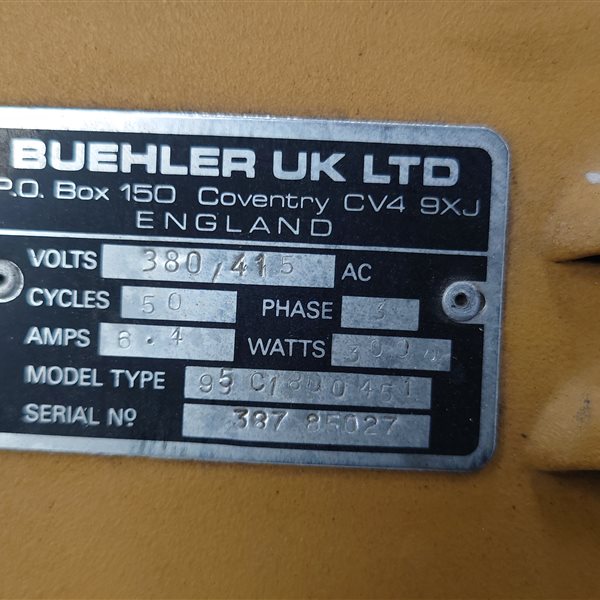 BUEHLER UK LTD
P.O. Box 150 Coventry CV4 9XJ
ENGLAND
VOLTS 380/415 AC
CYCLES 50 PHASE 3
AMPS 6.4 WATTS
MODEL TYPE
SERIAL Nº 387 85027